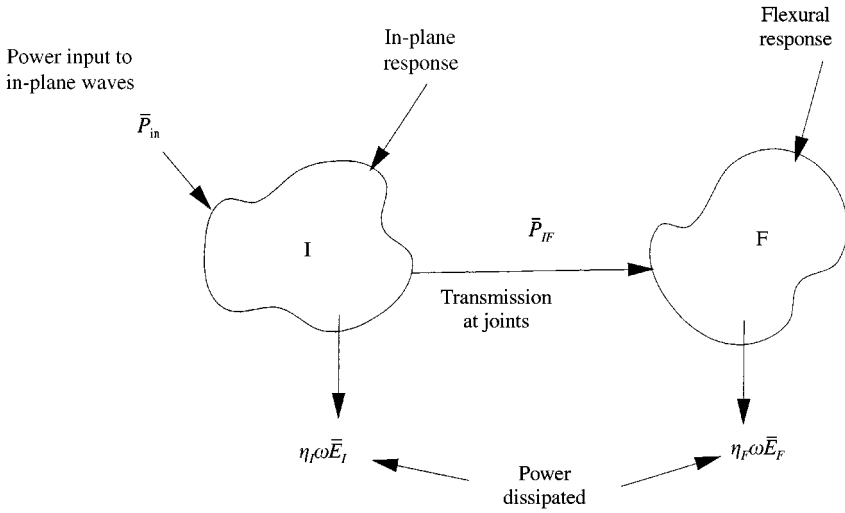 Power input to
in-plane waves
P̄in
In-plane
response
Flexural
response
I
P̄IF
Transmission
at joints
F
ηIωĒI
ηFωĒF
Power
dissipated